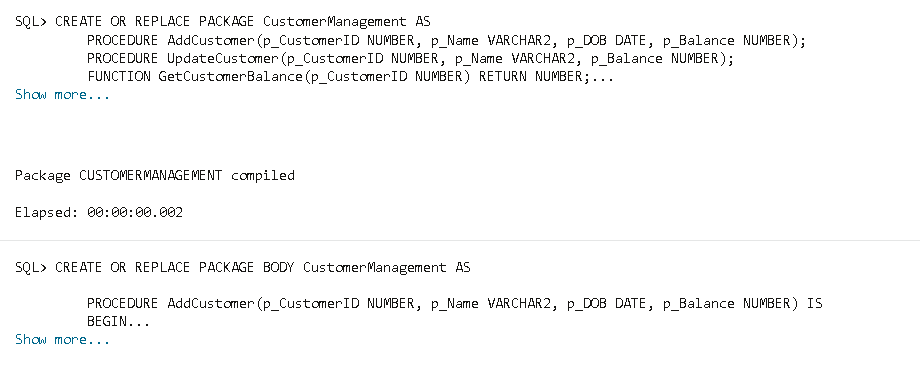 SQL> CREATE OR REPLACE PACKAGE CustomerManagement AS
PROCEDURE AddCustomer(p_CustomerID NUMBER, p_Name VARCHAR2, p_DOB DATE, p_Balance NUMBER);
PROCEDURE UpdateCustomer(p_CustomerID NUMBER, p_Name VARCHAR2, p_Balance NUMBER);
FUNCTION GetCustomerBalance(p_CustomerID NUMBER) RETURN NUMBER;...
Show more...
Package CUSTOMERMANAGEMENT compiled
Elapsed: 00:00:00.002
SQL> CREATE OR REPLACE PACKAGE BODY CustomerManagement AS
PROCEDURE AddCustomer(p_CustomerID NUMBER, p_Name VARCHAR2, p_DOB DATE, p_Balance NUMBER) IS
BEGIN...
Show more...